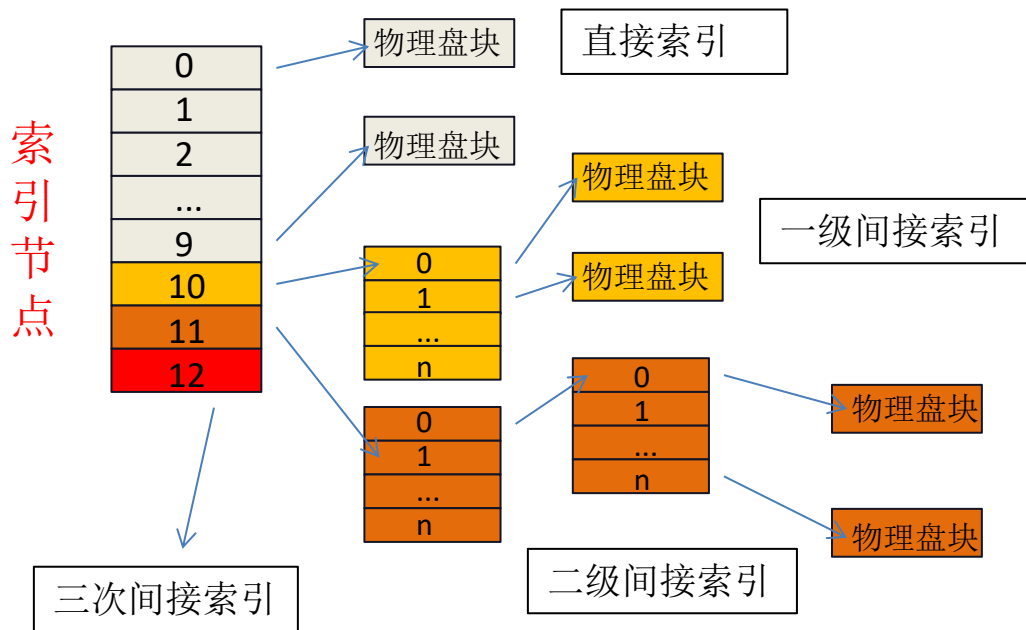 索引节点
0
1
2
...
9
10
11
12
物理盘块
物理盘块
直接索引
0
1
...
n
物理盘块
物理盘块
一级间接索引
0
1
...
n
0
1
...
n
物理盘块
物理盘块
二级间接索引
三次间接索引